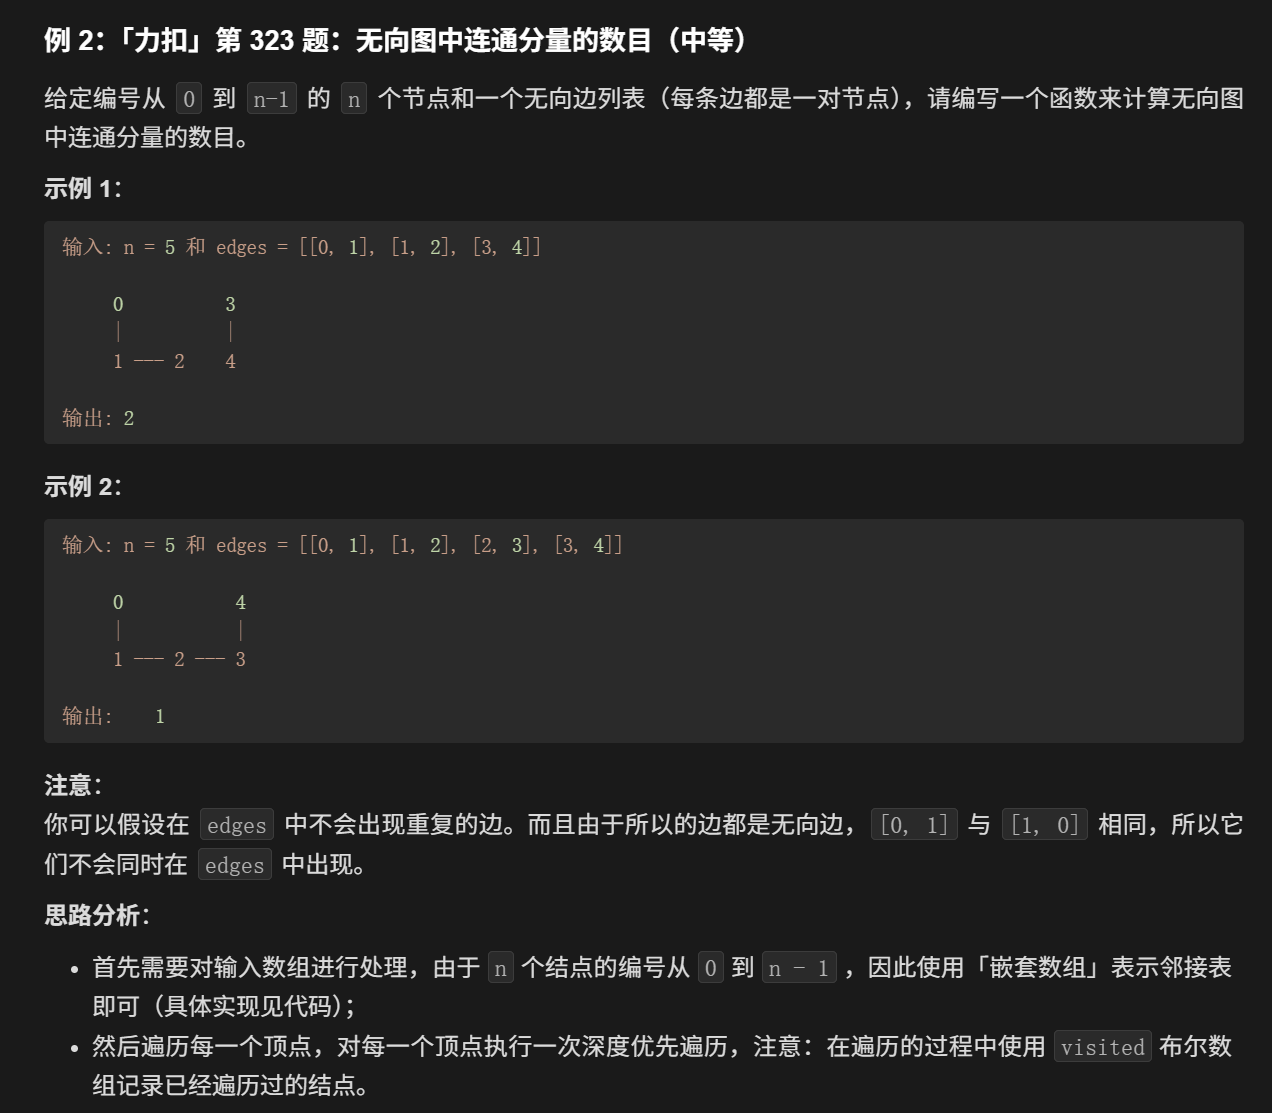 例 2：「力扣」第 323 题：无向图中连通分量的数目（中等）
给定编号从 0 到 n-1 的 n 个节点和一个无向边列表（每条边都是一对节点），请编写一个函数来计算无向图
中连通分量的数目。
示例 1：
输入: n = 5 和 edges = [[0, 1], [1, 2], [3, 4]]
0          3
|          |
1 --- 2    4
输出: 2
示例 2：
输入: n = 5 和 edges = [[0, 1], [1, 2], [2, 3], [3, 4]]
0           4
|           |
1 --- 2 --- 3
输出:    1
注意：
你可以假设在 edges 中不会出现重复的边。而且由于所以的边都是无向边， [0, 1] 与 [1, 0] 相同，所以它
们不会同时在 edges 中出现。
思路分析：
• 首先需要对输入数组进行处理，由于 n 个结点的编号从 0 到 n - 1 ，因此使用「嵌套数组」表示邻接表
即可（具体实现见代码）；
• 然后遍历每一个顶点，对每一个顶点执行一次深度优先遍历，注意：在遍历的过程中使用 visited 布尔数
组记录已经遍历过的结点。